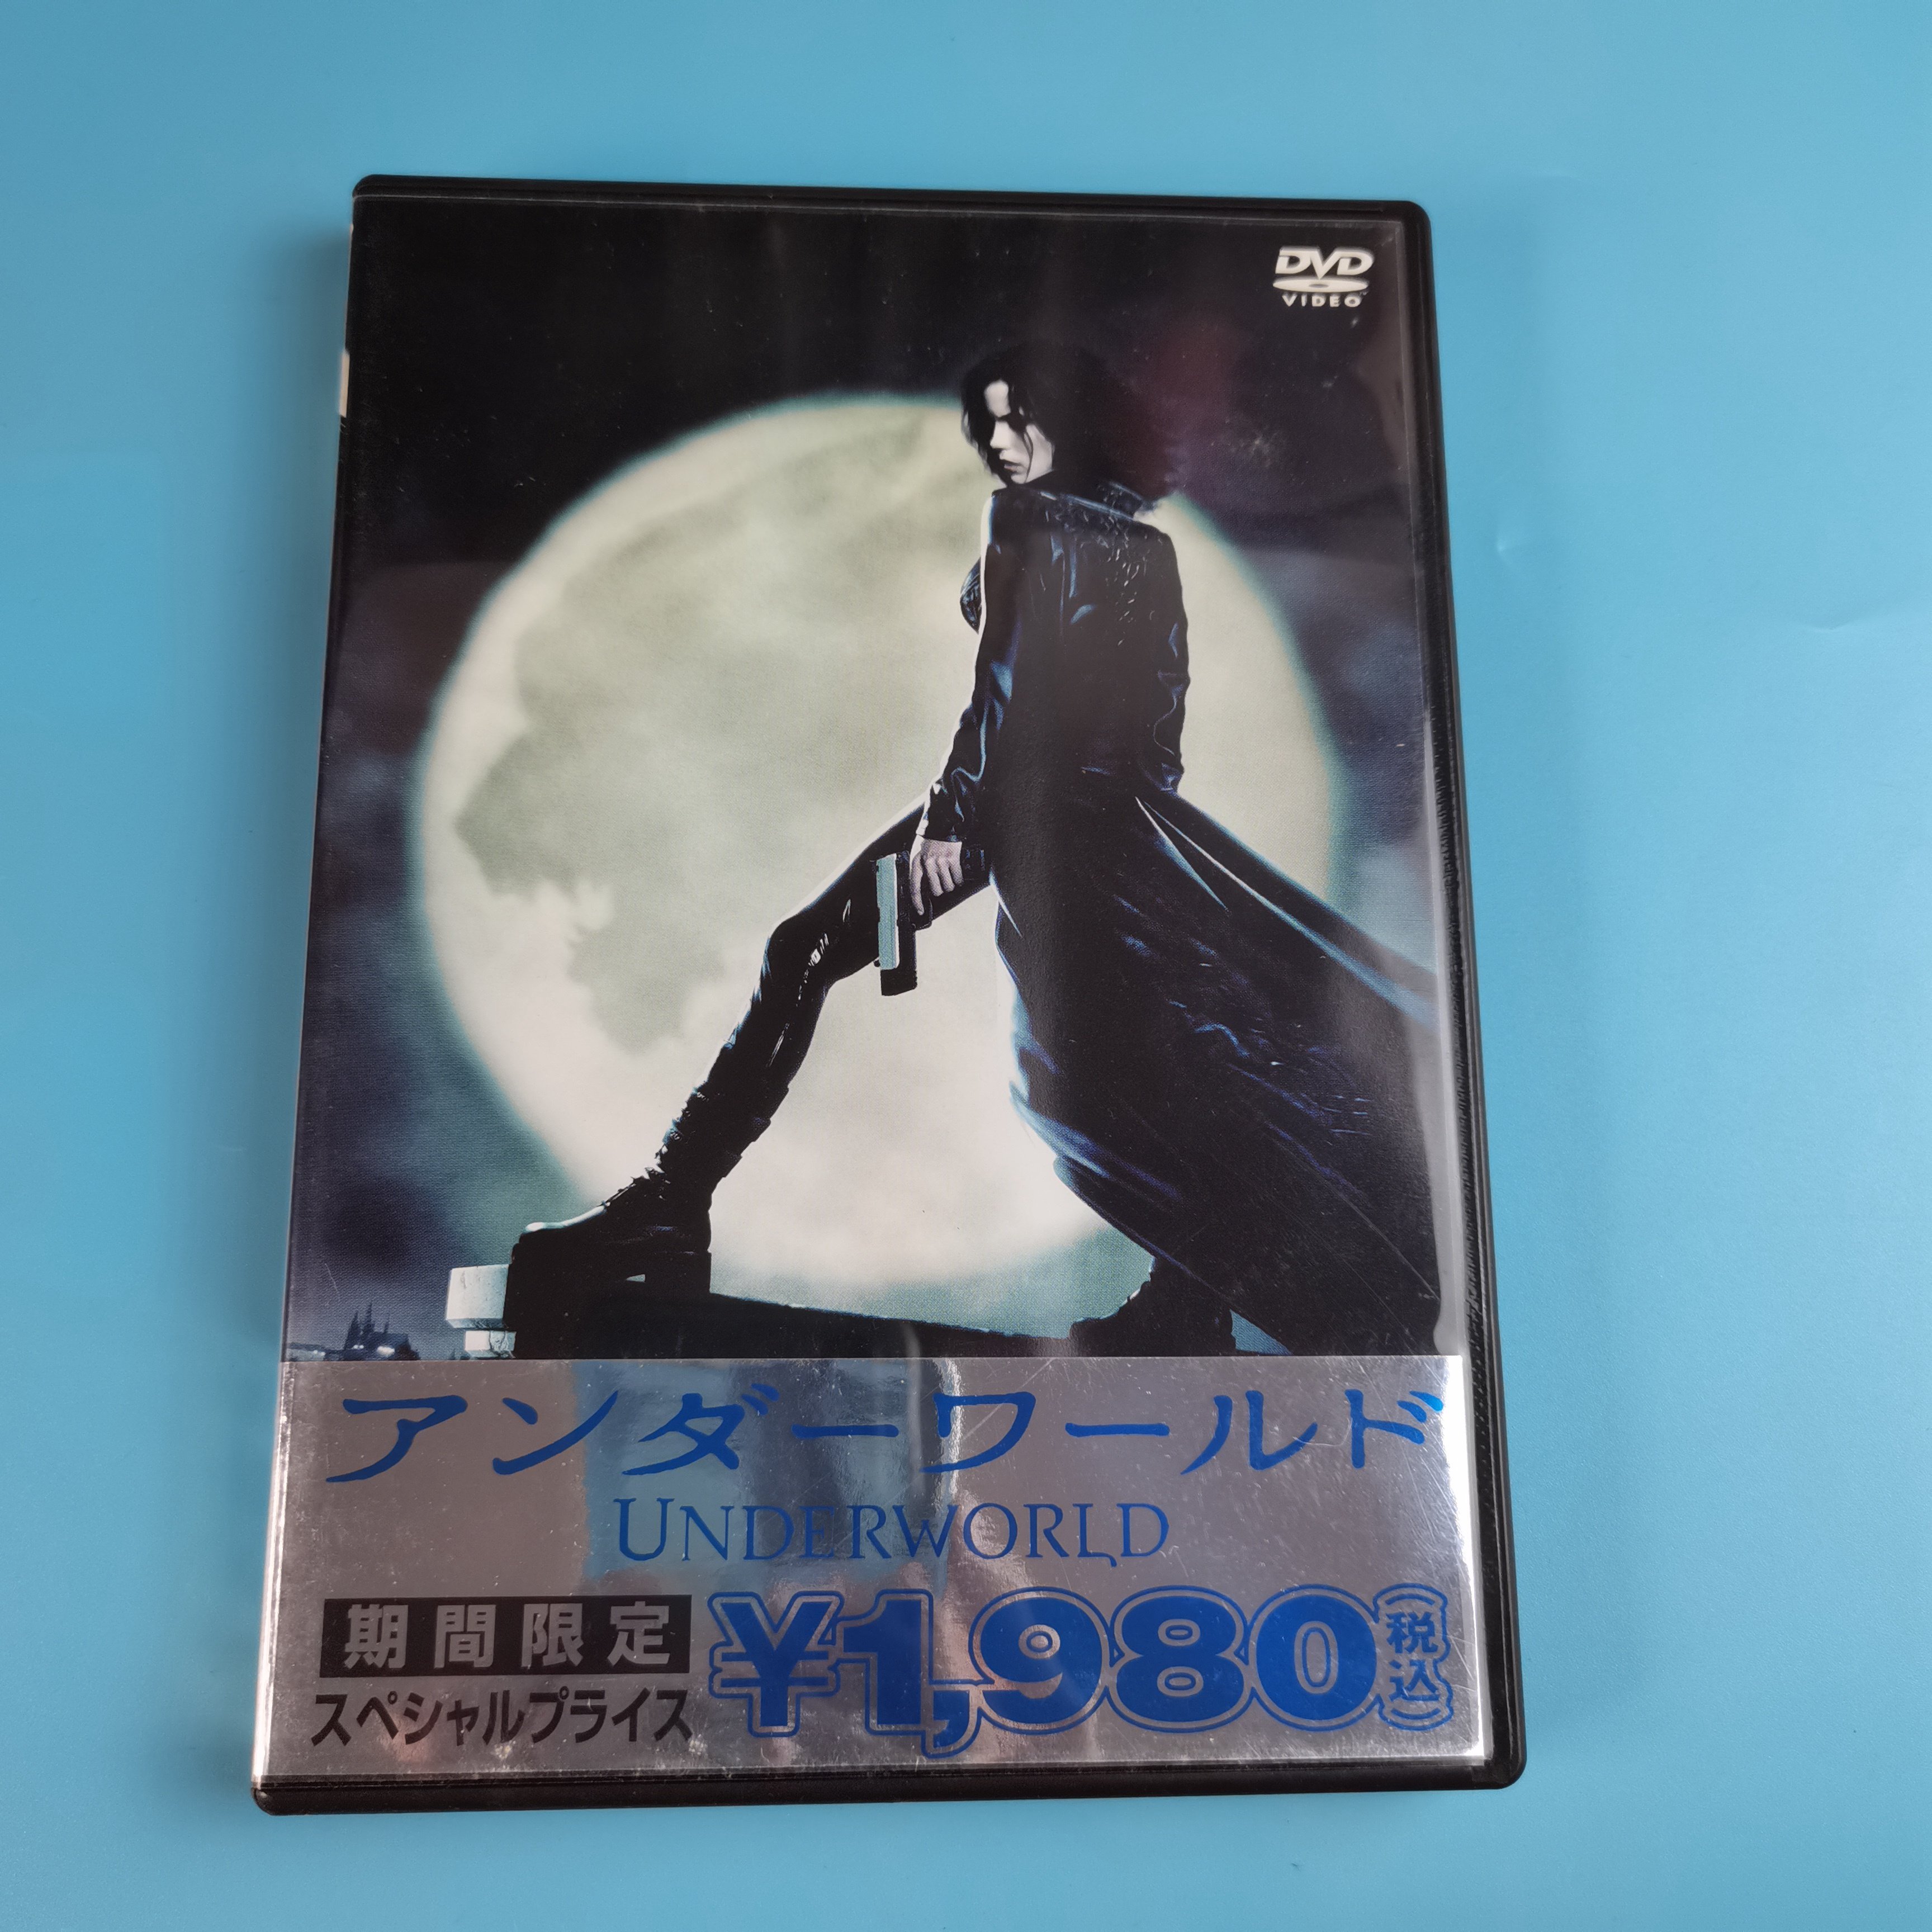 DVD
VIDEO
アンダーワールド
UNDERWORLD
期間限定
スペシャルプライス
¥1,980(税込)